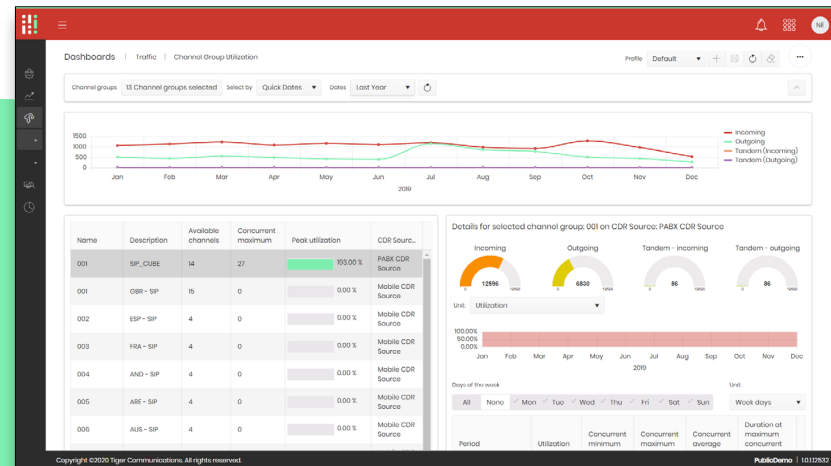 NE
Dashboards | Traffic | Channel Group Utilization
Profile Default
Channel groups 13 Channel groups selected Select by Quick Dates Dates Last Year
1500
1000
500
0
Jan Feb Mar Apr May Jun Jul Aug Sep Oct Nov Dec
2019
Incoming
Outgoing
Tandem (Incoming)
Tandem (Outgoing)
Name Description Available channels Concurrent maximum Peak utilization CDR Sourc...
001 SIP_CUBE 14 27 193.00 % PABX CDR Source
001 GBR - SIP 15 0 0.00 % Mobile CDR Source
002 ESP - SIP 4 0 0.00 % Mobile CDR Source
003 FRA - SIP 4 0 0.00 % Mobile CDR Source
004 AND - SIP 4 0 0.00 % Mobile CDR Source
005 ARE - SIP 4 0 0.00 % Mobile CDR Source
006 AUS - SIP 4 0 0.00 % Mobile CDR Source
Details for selected channel group: 001 on CDR Source: PABX CDR Source
Incoming Outgoing Tandem - incoming Tandem - outgoing
12596 6830 86 86
Unit: Utilization
100.00%
50.00%
0.00%
Jan Feb Mar Apr May Jun Jul Aug Sep Oct Nov Dec
2019
Days of the week Unit:
All None Mon Tue Wed Thu Fri Sat Sun Week days
Period Utilization Concurrent minimum Concurrent maximum Concurrent average Duration at maximum concurrent
Copyright ©2020 Tiger Communications. All rights reserved.
PublicDemo |